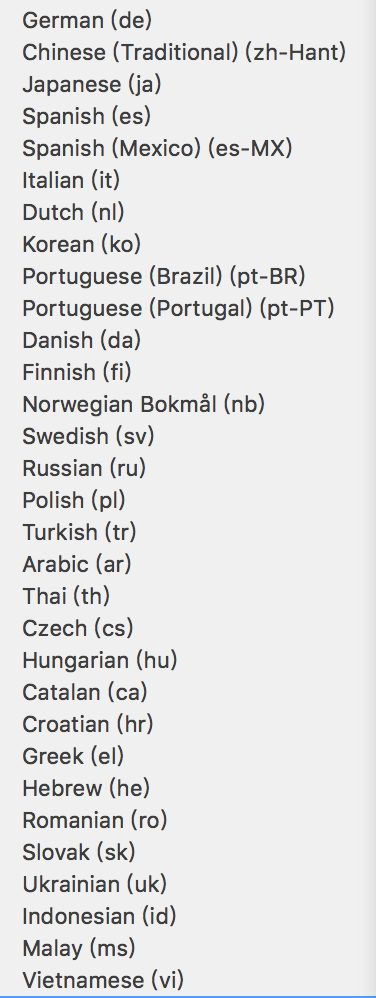 German (de)
Chinese (Traditional) (zh-Hant)
Japanese (ja)
Spanish (es)
Spanish (Mexico) (es-MX)
Italian (it)
Dutch (nl)
Korean (ko)
Portuguese (Brazil) (pt-BR)
Portuguese (Portugal) (pt-PT)
Danish (da)
Finnish (fi)
Norwegian Bokmål (nb)
Swedish (sv)
Russian (ru)
Polish (pl)
Turkish (tr)
Arabic (ar)
Thai (th)
Czech (cs)
Hungarian (hu)
Catalan (ca)
Croatian (hr)
Greek (el)
Hebrew (he)
Romanian (ro)
Slovak (sk)
Ukrainian (uk)
Indonesian (id)
Malay (ms)
Vietnamese (vi)